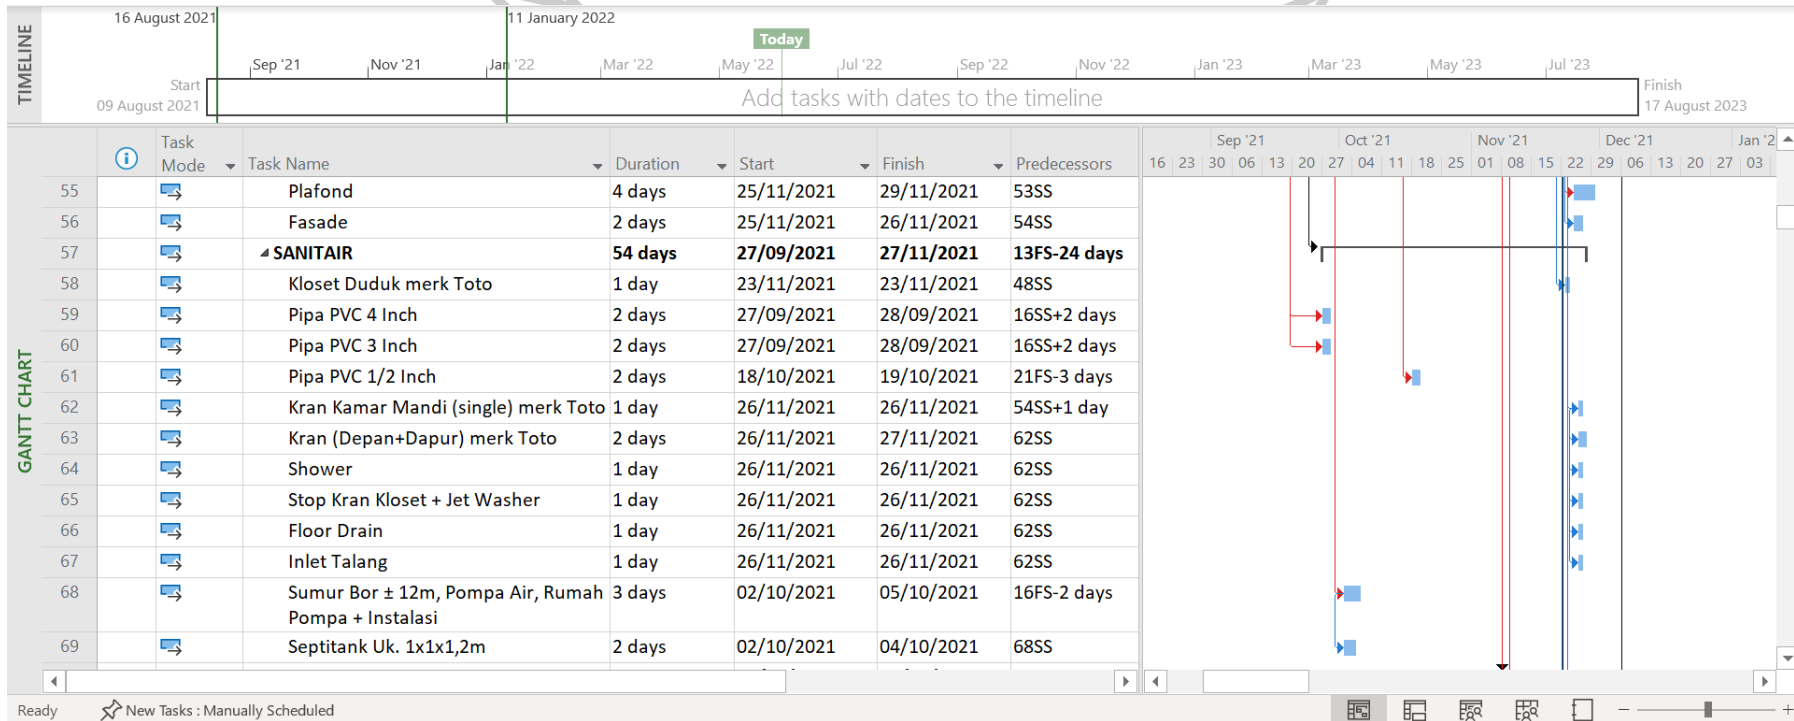 16 August 2021
11 January 2022
Today
Sep '21 Nov '21 Jan '22 Mar '22 May '22 Jul '22 Sep '22 Nov '22 Jan '23 Mar '23 May '23 Jul '23
Start
09 August 2021
Add tasks with dates to the timeline
Finish
17 August 2023
TIMELINE
GANTT CHART
Task Mode Task Name Duration Start Finish Predecessors
Sep '21 Oct '21 Nov '21 Dec '21 Jan '2
16 23 30 06 13 20 27 04 11 18 25 01 08 15 22 29 06 13 20 27 03
55 Plafond 4 days 25/11/2021 29/11/2021 53SS
56 Fasade 2 days 25/11/2021 26/11/2021 54SS
57 SANITAIR 54 days 27/09/2021 27/11/2021 13FS-24 days
58 Kloset Duduk merk Toto 1 day 23/11/2021 23/11/2021 48SS
59 Pipa PVC 4 Inch 2 days 27/09/2021 28/09/2021 16SS+2 days
60 Pipa PVC 3 Inch 2 days 27/09/2021 28/09/2021 16SS+2 days
61 Pipa PVC 1/2 Inch 2 days 18/10/2021 19/10/2021 21FS-3 days
62 Kran Kamar Mandi (single) merk Toto 1 day 26/11/2021 26/11/2021 54SS+1 day
63 Kran (Depan+Dapur) merk Toto 2 days 26/11/2021 27/11/2021 62SS
64 Shower 1 day 26/11/2021 26/11/2021 62SS
65 Stop Kran Kloset + Jet Washer 1 day 26/11/2021 26/11/2021 62SS
66 Floor Drain 1 day 26/11/2021 26/11/2021 62SS
67 Inlet Talang 1 day 26/11/2021 26/11/2021 62SS
68 Sumur Bor ± 12m, Pompa Air, Rumah 3 days 02/10/2021 05/10/2021 16FS-2 days
Pompa + Instalasi
69 Septitank Uk. 1x1x1,2m 2 days 02/10/2021 04/10/2021 68SS
Ready New Tasks : Manually Scheduled